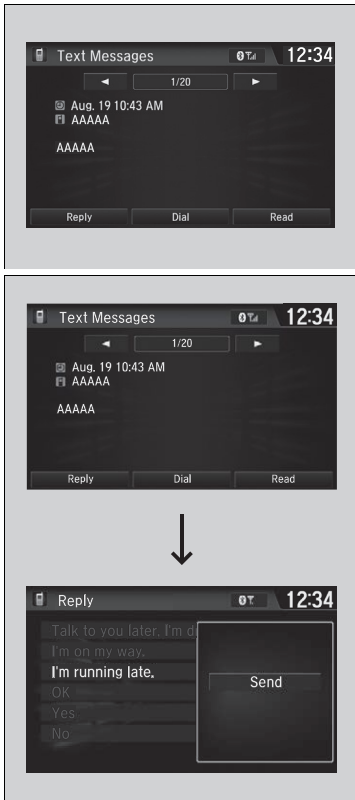 Text Messages 12:34
1/20
Aug. 19 10:43 AM
AAAAA
AAAAA
Reply Dial Read
Text Messages 12:34
1/20
Aug. 19 10:43 AM
AAAAA
AAAAA
Reply Dial Read
Reply 12:34
Talk to you later. I'm d
I'm on my way.
I'm running late.
Send
OK
Yes
No